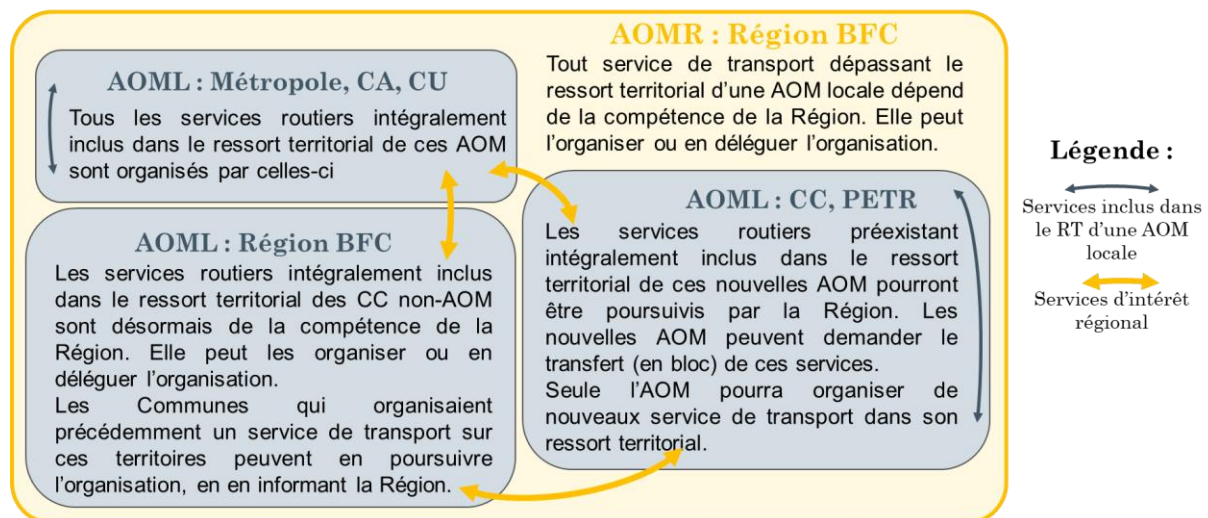 AOMR : Région BFC
Tout service de transport dépassant le
ressort territorial d'une AOM locale dépend
de la compétence de la Région. Elle peut
l'organiser ou en déléguer l'organisation.
AOML : Métropole, CA, CU
Tous les services routiers intégralement
inclus dans le ressort territorial de ces AOM
sont organisés par celles-ci
AOML : Région BFC
Les services routiers intégralement inclus
dans le ressort territorial des CC non-AOM
sont désormais de la compétence de la
Région. Elle peut les organiser ou en
déléguer l'organisation.
Les Communes qui organisaient
précédemment un service de transport sur
ces territoires peuvent en poursuivre
l'organisation, en en informant la Région.
AOML : CC, PETR
Les services routiers préexistant
intégralement inclus dans le ressort
territorial de ces nouvelles AOM pourront
être poursuivis par la Région. Les
nouvelles AOM peuvent demander le
transfert (en bloc) de ces services.
Seule l'AOM pourra organiser de
nouveaux service de transport dans son
ressort territorial.
Légende :
Services inclus dans
le RT d'une AOM
locale
Services d'intérêt
régional